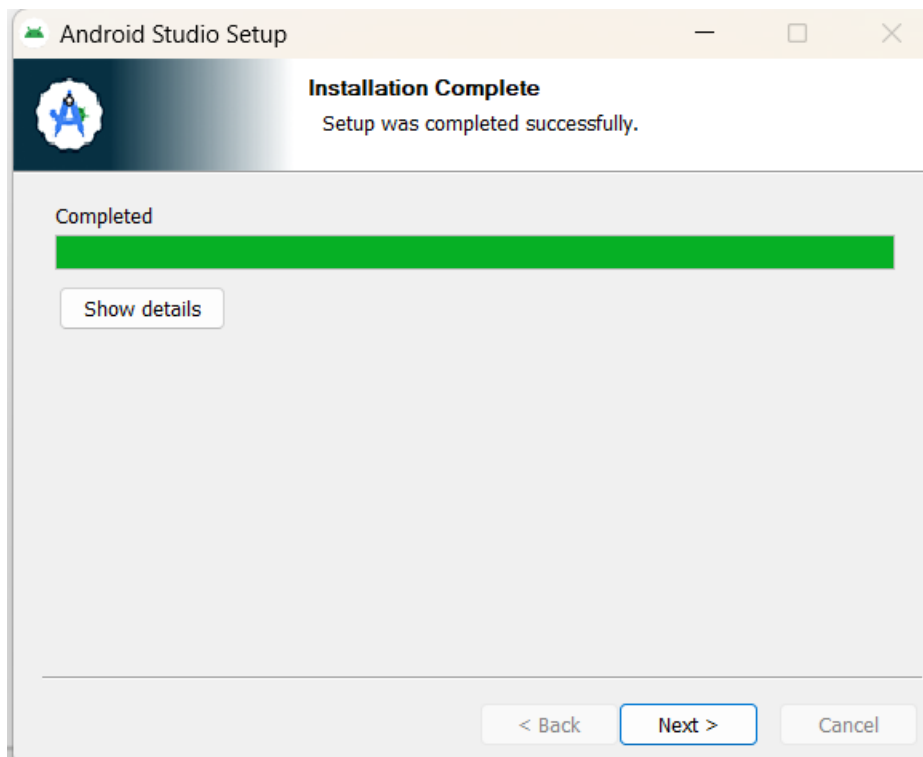 Android Studio Setup
Installation Complete
Setup was completed successfully.
Completed
Show details
< Back
Next >
Cancel